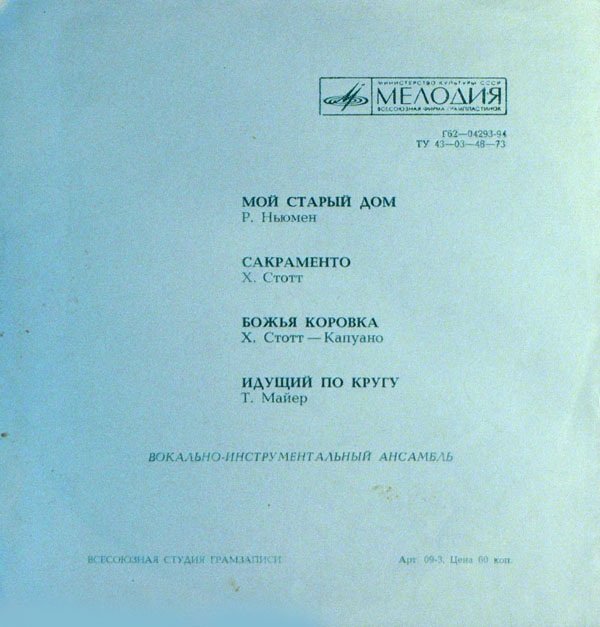 МИНИСТЕРСТВО КУЛЬТУРЫ СССР
МЕЛОДИЯ
ВСЕСОЮЗНАЯ ФИРМА ГРАМПЛАСТИНОК
Г62—04293-94
ТУ 43—03—48—73
МОЙ СТАРЫЙ ДОМ
Р. Ньюмен
САКРАМЕНТО
Х. Стотт
БОЖЬЯ КОРОВКА
Х. Стотт — Капуано
ИДУЩИЙ ПО КРУГУ
Т. Майер
ВОКАЛЬНО-ИНСТРУМЕНТАЛЬНЫЙ АНСАМБЛЬ
ВСЕСОЮЗНАЯ СТУДИЯ ГРАМЗАПИСИ
Арт. 09-3. Цена 60 коп.